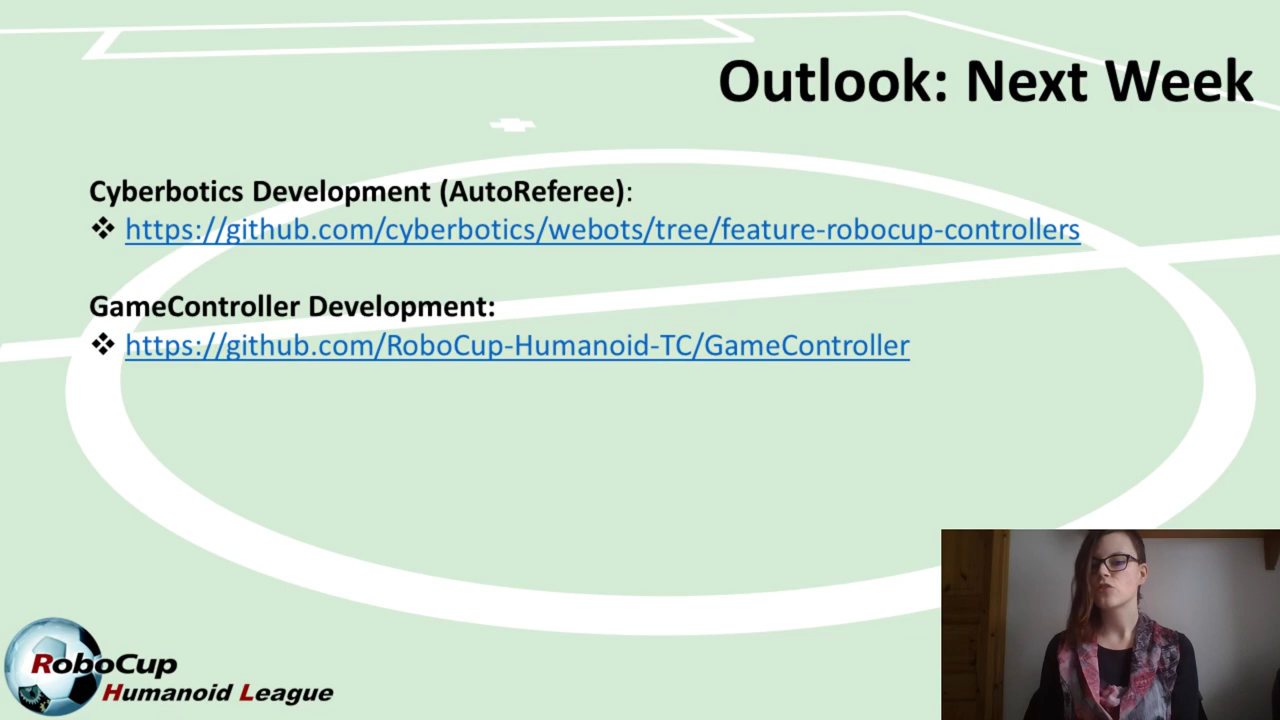 Outlook: Next Week
Cyberbotics Development (AutoReferee):
❖ https://github.com/cyberbotics/webots/tree/feature-robocup-controllers
GameController Development:
❖ https://github.com/RoboCup-Humanoid-TC/GameController
RoboCup
Humanoid League